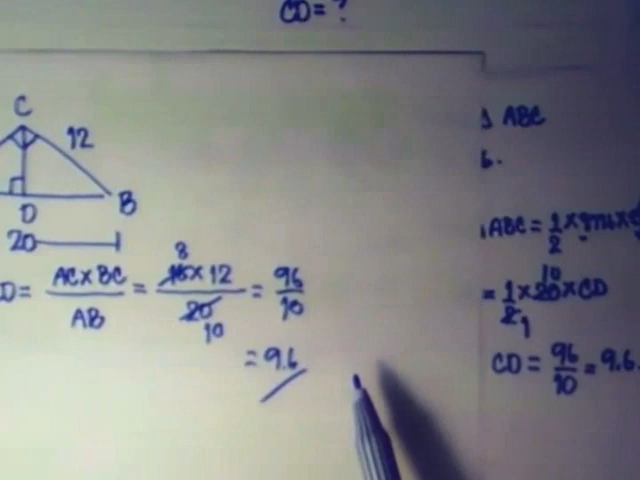 CD = ?
C
12
D
B
20
D = AC × BC / AB = 16 × 12 / 20 = 96 / 10
8
10
= 9.6
ABC
ABC = 1/2 ×
= 1/2 × 20 × CD
10
1
CD = 96 / 10 = 9.6